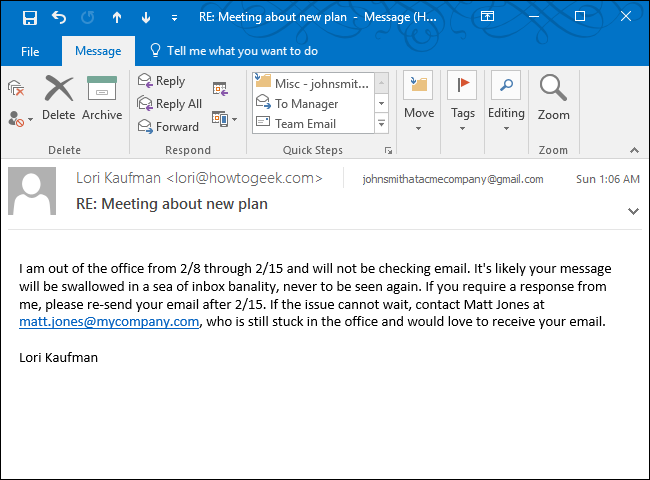 RE: Meeting about new plan - Message (H...
File Message Tell me what you want to do
Delete Archive
Reply
Reply All
Forward
Misc - johnsmit...
To Manager
Team Email
Move Tags Editing Zoom
Delete Respond Quick Steps Zoom
Lori Kaufman <lori@howtogeek.com> johnsmithatacmecompany@gmail.com Sun 1:06 AM
RE: Meeting about new plan
I am out of the office from 2/8 through 2/15 and will not be checking email. It's likely your message
will be swallowed in a sea of inbox banality, never to be seen again. If you require a response from
me, please re-send your email after 2/15. If the issue cannot wait, contact Matt Jones at
matt.jones@mycompany.com, who is still stuck in the office and would love to receive your email.
Lori Kaufman